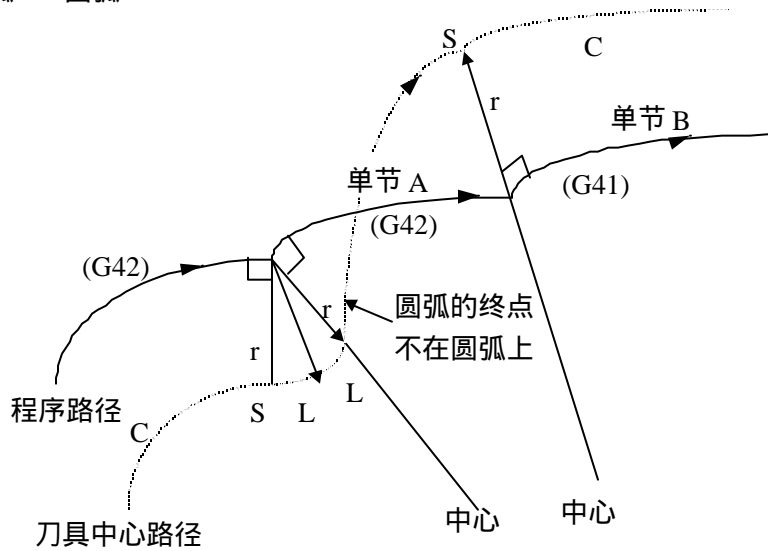 S
C
r
单节 B
单节 A
(G41)
(G42)
(G42)
r
圆弧的终点
不在圆弧上
r
L
程序路径
S
L
C
中心
中心
刀具中心路径